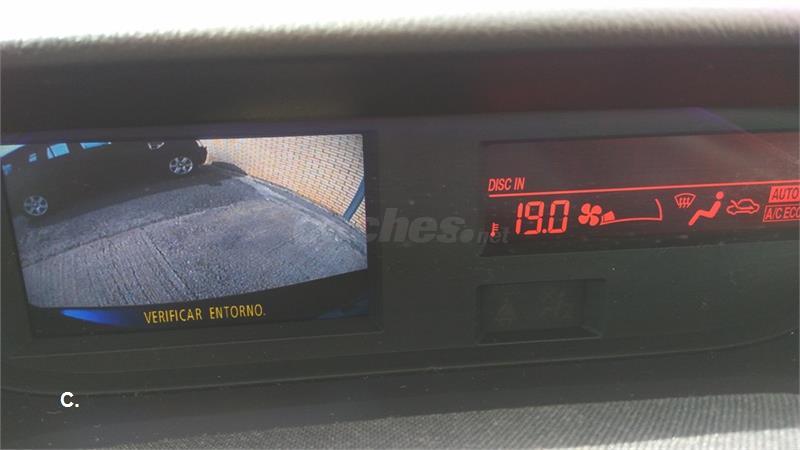 DISC IN
19.0
AUTO
A/C ECO
coches.net
VERIFICAR ENTORNO.
C.